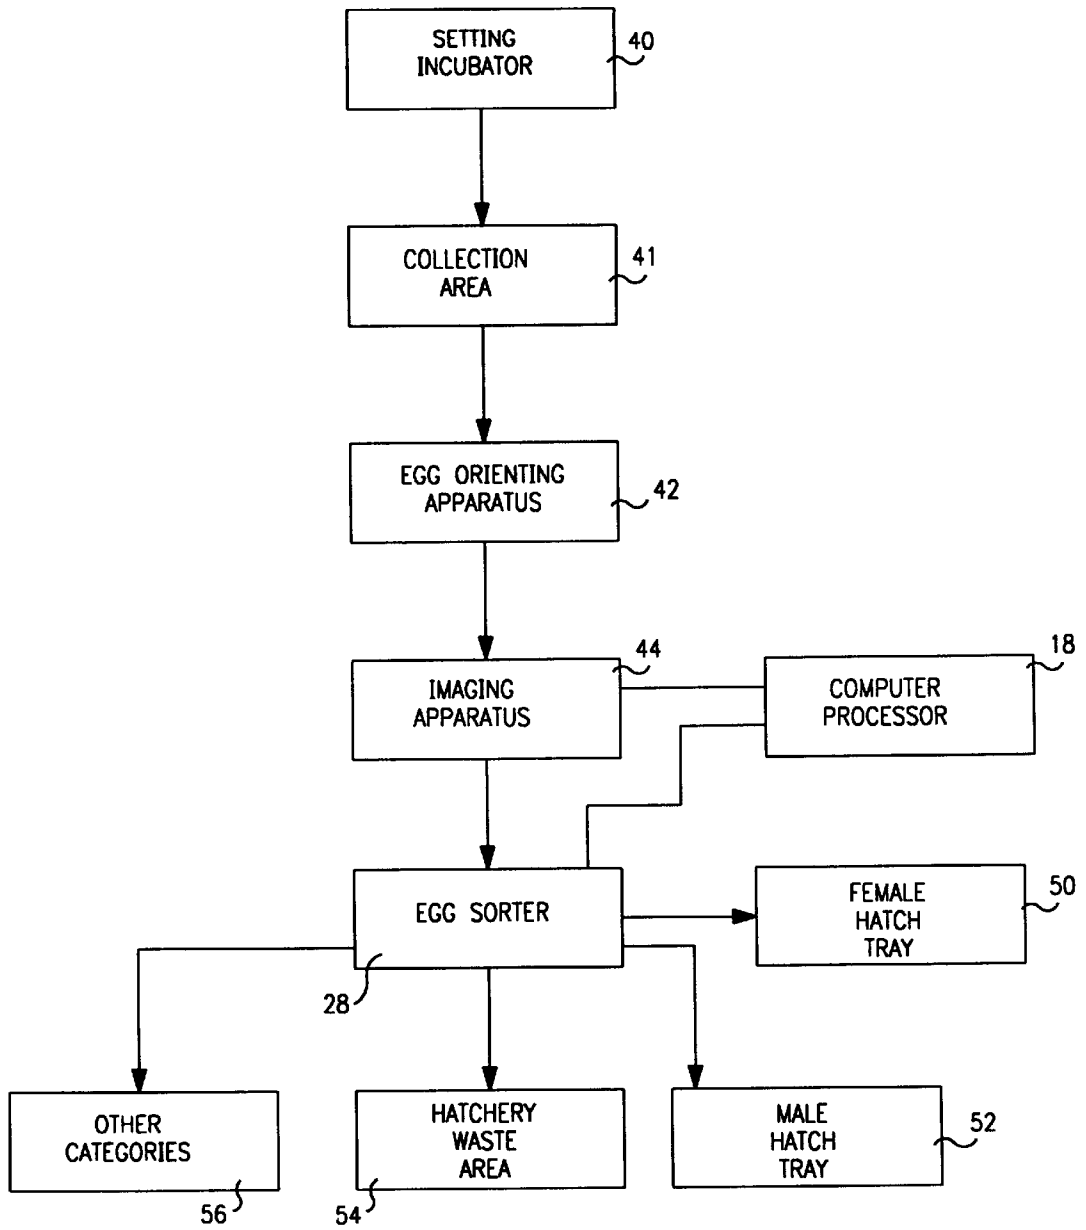 SETTING
INCUBATOR
40
COLLECTION
AREA
41
EGG ORIENTING
APPARATUS
42
IMAGING
APPARATUS
44
COMPUTER
PROCESSOR
18
EGG SORTER
28
FEMALE
HATCH
TRAY
50
OTHER
CATEGORIES
56
HATCHERY
WASTE
AREA
54
MALE
HATCH
TRAY
52